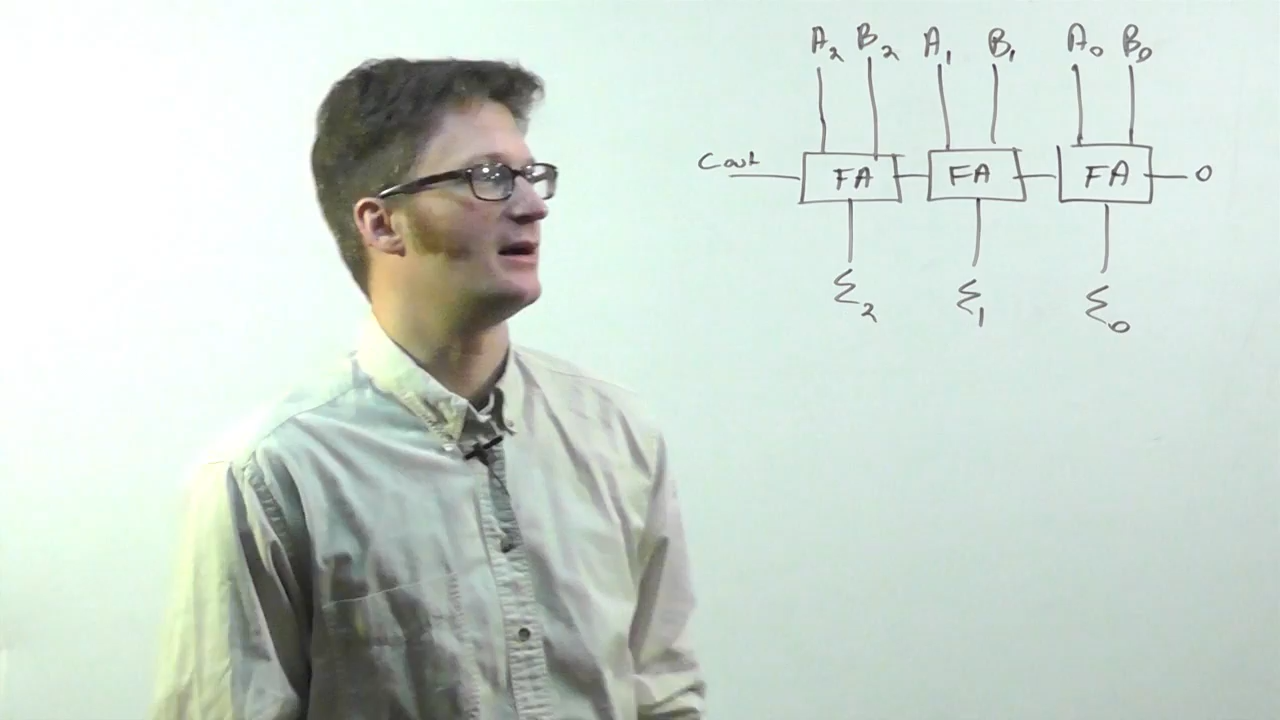 A₂ B₂ A₁ B₁ A₀ B₀
Cout FA FA FA 0
Σ₂ Σ₁ Σ₀